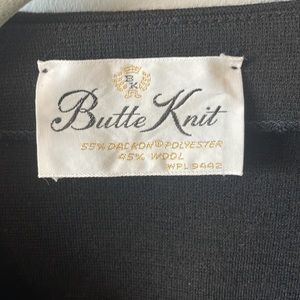 B
K
Butte Knit
55% DACRON® POLYESTER
45% WOOL
WPL 9442